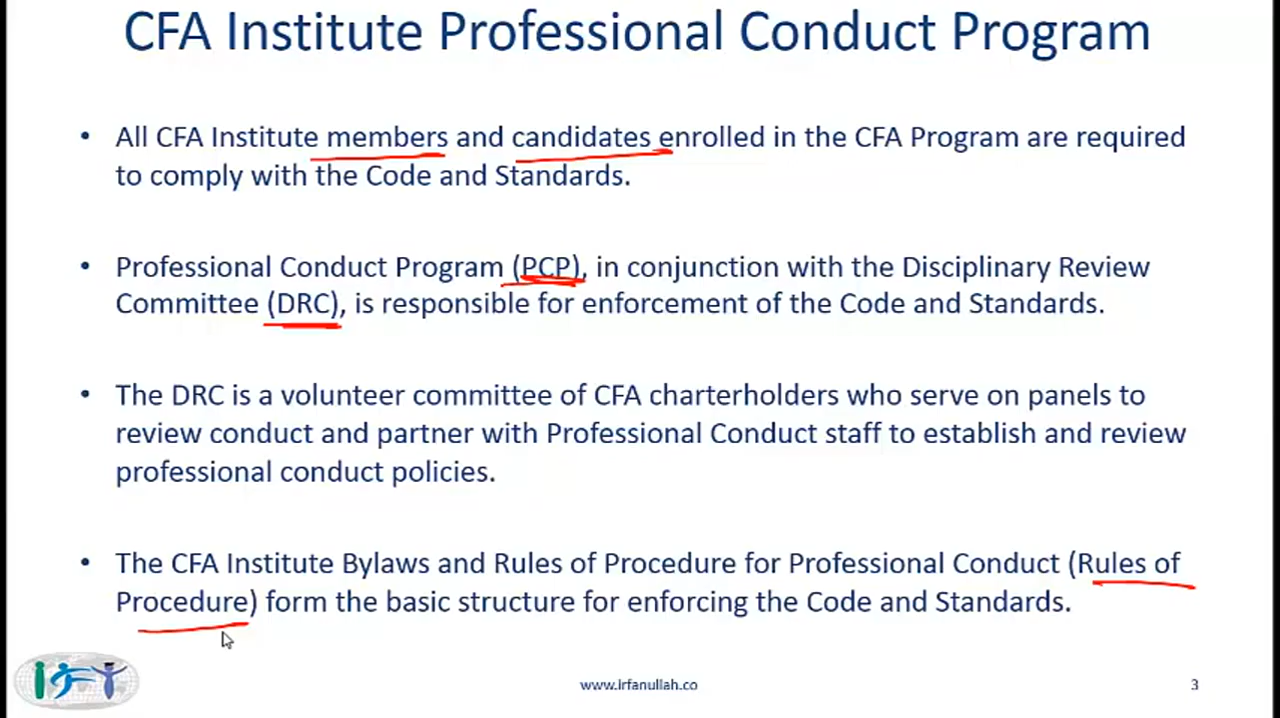 CFA Institute Professional Conduct Program
• All CFA Institute members and candidates enrolled in the CFA Program are required
to comply with the Code and Standards.
• Professional Conduct Program (PCP), in conjunction with the Disciplinary Review
Committee (DRC), is responsible for enforcement of the Code and Standards.
• The DRC is a volunteer committee of CFA charterholders who serve on panels to
review conduct and partner with Professional Conduct staff to establish and review
professional conduct policies.
• The CFA Institute Bylaws and Rules of Procedure for Professional Conduct (Rules of
Procedure) form the basic structure for enforcing the Code and Standards.
IFT
www.irfanullah.co
3